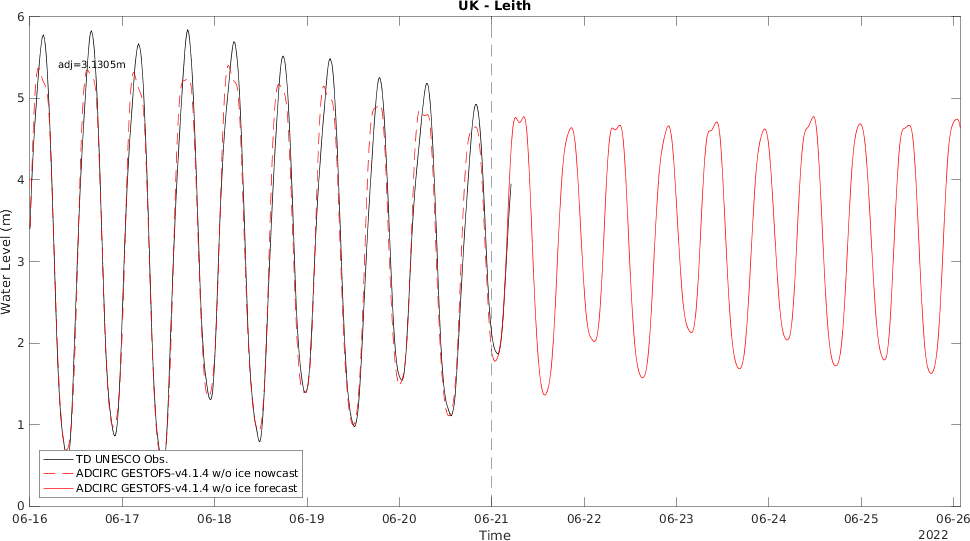 UK - Leith
6
adj=3.1305m
5
4
3
2
1
0
Water Level (m)
TD UNESCO Obs.
ADCIRC GESTOFS-v4.1.4 w/o ice nowcast
ADCIRC GESTOFS-v4.1.4 w/o ice forecast
06-16 06-17 06-18 06-19 06-20 06-21 06-22 06-23 06-24 06-25 06-26
Time 2022